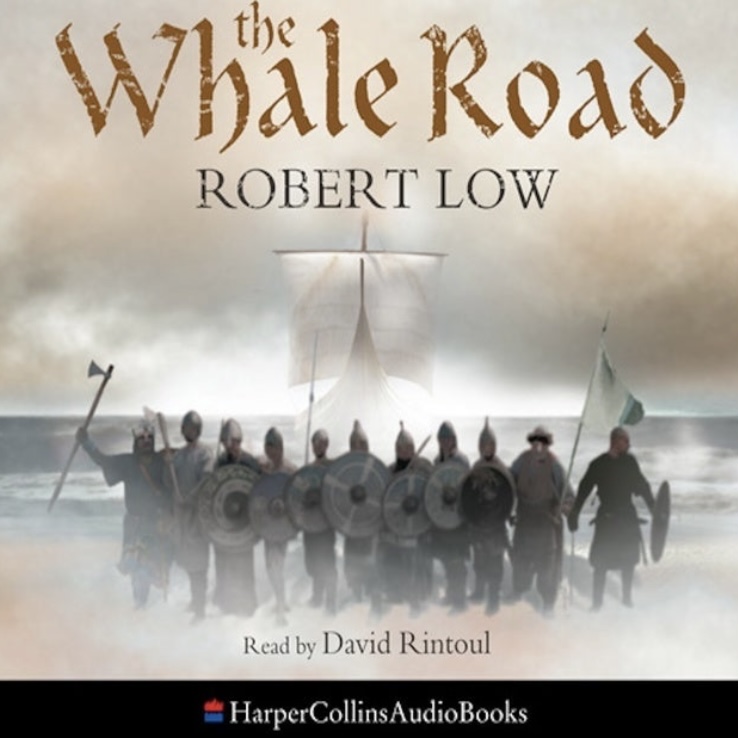 the
Whale Road
ROBERT LOW
Read by David Rintoul
HarperCollinsAudioBooks